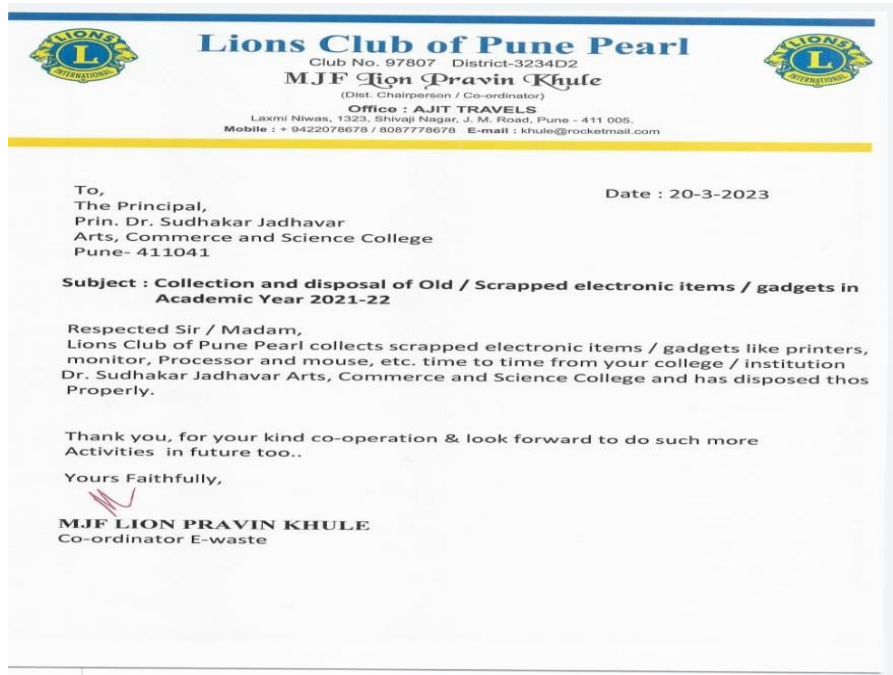 LIONS
L
INTERNATIONAL
Lions Club of Pune Pearl
Club No. 97807 District-3234D2
MJF Lion Pravin Khule
(Dist. Chairperson / Co-ordinator)
Office : AJIT TRAVELS
Laxmi Niwas, 1323, Shivaji Nagar, J. M. Road, Pune - 411 005.
Mobile : + 9422078678 / 8087778678 E-mail : khule@rocketmail.com
LIONS
L
INTERNATIONAL
To,
Date : 20-3-2023
The Principal,
Prin. Dr. Sudhakar Jadhavar
Arts, Commerce and Science College
Pune- 411041
Subject : Collection and disposal of Old / Scrapped electronic items / gadgets in
Academic Year 2021-22
Respected Sir / Madam,
Lions Club of Pune Pearl collects scrapped electronic items / gadgets like printers,
monitor, Processor and mouse, etc. time to time from your college / institution
Dr. Sudhakar Jadhavar Arts, Commerce and Science College and has disposed thos
Properly.
Thank you, for your kind co-operation & look forward to do such more
Activities in future too..
Yours Faithfully,
MJF LION PRAVIN KHULE
Co-ordinator E-waste